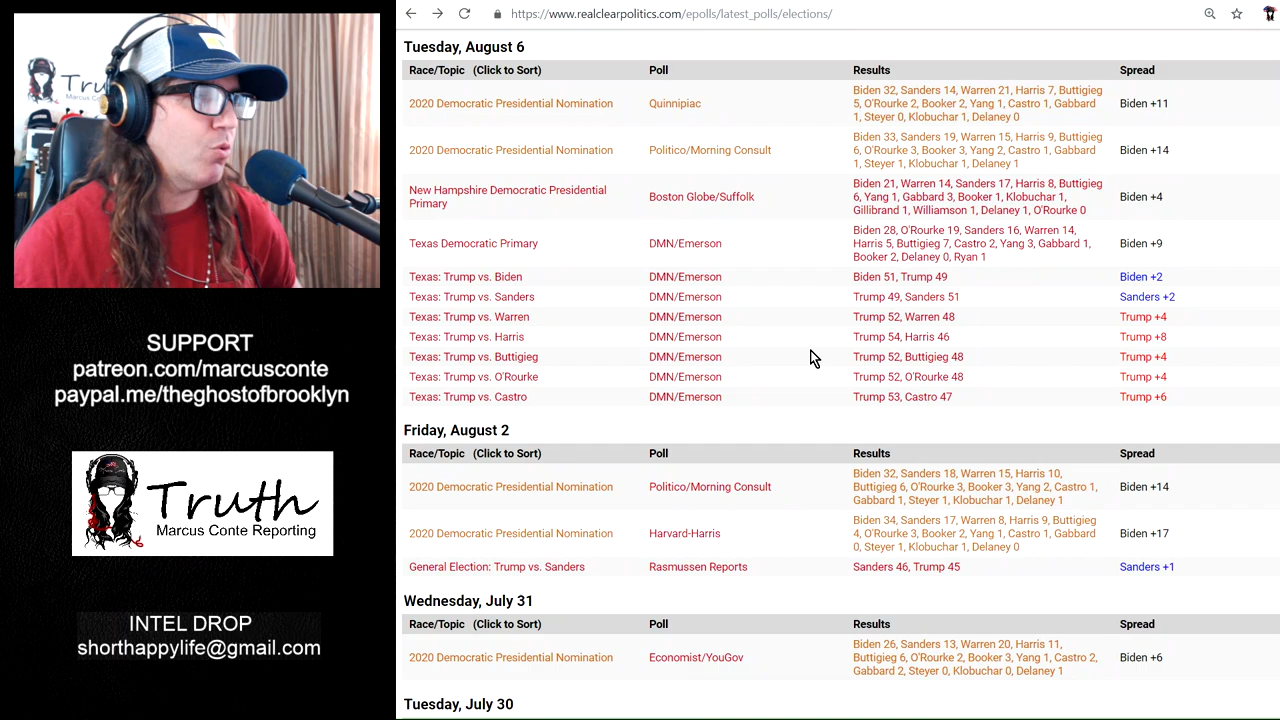 https://www.realclearpolitics.com/epolls/latest_polls/elections/
Truth
Marcus Cont
SUPPORT
patreon.com/marcusconte
paypal.me/theghostofbrooklyn
Truth
Marcus Conte Reporting
INTEL DROP
shorthappylife@gmail.com
Tuesday, August 6
Race/Topic (Click to Sort) Poll Results Spread
2020 Democratic Presidential Nomination Quinnipiac Biden 32, Sanders 14, Warren 21, Harris 7, Buttigieg
5, O'Rourke 2, Booker 2, Yang 1, Castro 1, Gabbard
1, Steyer 0, Klobuchar 1, Delaney 0 Biden +11
2020 Democratic Presidential Nomination Politico/Morning Consult Biden 33, Sanders 19, Warren 15, Harris 9, Buttigieg
6, O'Rourke 3, Booker 3, Yang 2, Castro 1, Gabbard
1, Steyer 1, Klobuchar 1, Delaney 1 Biden +14
New Hampshire Democratic Presidential
Primary Boston Globe/Suffolk Biden 21, Warren 14, Sanders 17, Harris 8, Buttigieg
6, Yang 1, Gabbard 3, Booker 1, Klobuchar 1,
Gillibrand 1, Williamson 1, Delaney 1, O'Rourke 0 Biden +4
Texas Democratic Primary DMN/Emerson Biden 28, O'Rourke 19, Sanders 16, Warren 14,
Harris 5, Buttigieg 7, Castro 2, Yang 3, Gabbard 1,
Booker 2, Delaney 0, Ryan 1 Biden +9
Texas: Trump vs. Biden DMN/Emerson Biden 51, Trump 49 Biden +2
Texas: Trump vs. Sanders DMN/Emerson Trump 49, Sanders 51 Sanders +2
Texas: Trump vs. Warren DMN/Emerson Trump 52, Warren 48 Trump +4
Texas: Trump vs. Harris DMN/Emerson Trump 54, Harris 46 Trump +8
Texas: Trump vs. Buttigieg DMN/Emerson Trump 52, Buttigieg 48 Trump +4
Texas: Trump vs. O'Rourke DMN/Emerson Trump 52, O'Rourke 48 Trump +4
Texas: Trump vs. Castro DMN/Emerson Trump 53, Castro 47 Trump +6
Friday, August 2
Race/Topic (Click to Sort) Poll Results Spread
2020 Democratic Presidential Nomination Politico/Morning Consult Biden 32, Sanders 18, Warren 15, Harris 10,
Buttigieg 6, O'Rourke 3, Booker 3, Yang 2, Castro 1,
Gabbard 1, Steyer 1, Klobuchar 1, Delaney 1 Biden +14
2020 Democratic Presidential Nomination Harvard-Harris Biden 34, Sanders 17, Warren 8, Harris 9, Buttigieg
4, O'Rourke 3, Booker 2, Yang 1, Castro 1, Gabbard
0, Steyer 1, Klobuchar 1, Delaney 0 Biden +17
General Election: Trump vs. Sanders Rasmussen Reports Sanders 46, Trump 45 Sanders +1
Wednesday, July 31
Race/Topic (Click to Sort) Poll Results Spread
2020 Democratic Presidential Nomination Economist/YouGov Biden 26, Sanders 13, Warren 20, Harris 11,
Buttigieg 6, O'Rourke 2, Booker 3, Yang 1, Castro 2,
Gabbard 2, Steyer 0, Klobuchar 0, Delaney 1 Biden +6
Tuesday, July 30